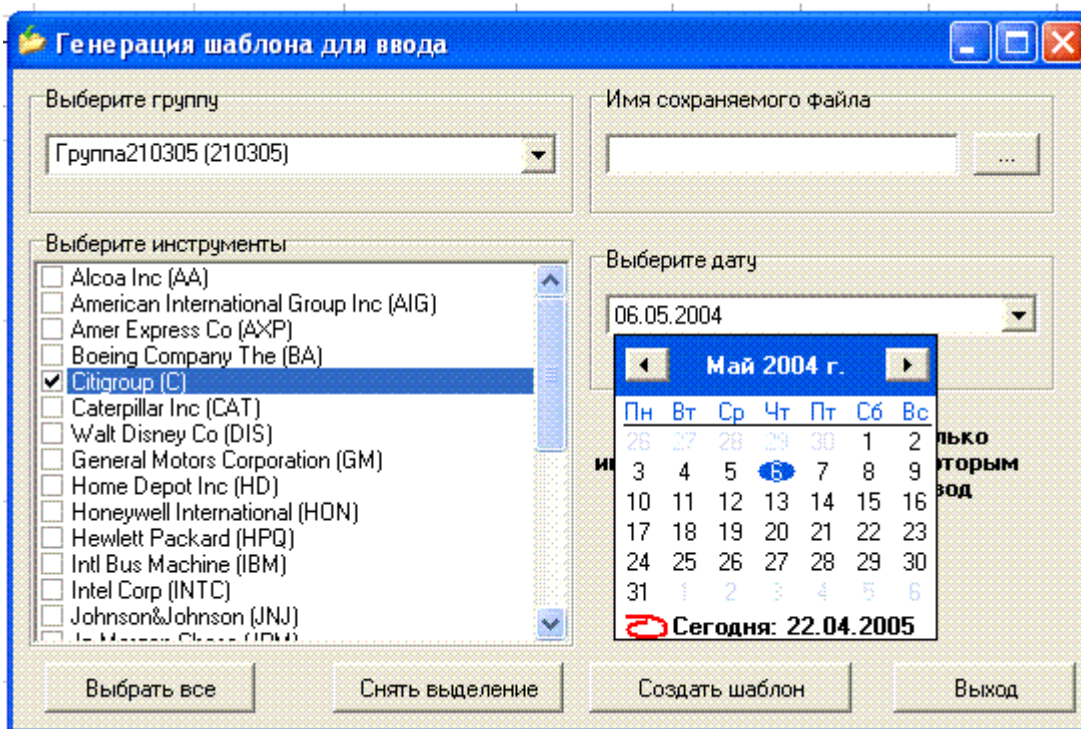 Генерация шаблона для ввода
Выберите группу
Группа210305 (210305)
Имя сохраняемого файла
...
Выберите инструменты
Alcoa Inc (AA)
American International Group Inc (AIG)
Amer Express Co (AXP)
Boeing Company The (BA)
Citigroup (C)
Caterpillar Inc (CAT)
Walt Disney Co (DIS)
General Motors Corporation (GM)
Home Depot Inc (HD)
Honeywell International (HON)
Hewlett Packard (HPQ)
Intl Bus Machine (IBM)
Intel Corp (INTC)
Johnson&Johnson (JNJ)
Jp Morgan Chase (JPM)
Выберите дату
06.05.2004
Май 2004 г.
Пн Вт Ср Чт Пт Сб Вс
26 27 28 29 30 1 2
3 4 5 6 7 8 9
10 11 12 13 14 15 16
17 18 19 20 21 22 23
24 25 26 27 28 29 30
31 1 2 3 4 5 6
Сегодня: 22.04.2005
Выбрать все
Снять выделение
Создать шаблон
Выход